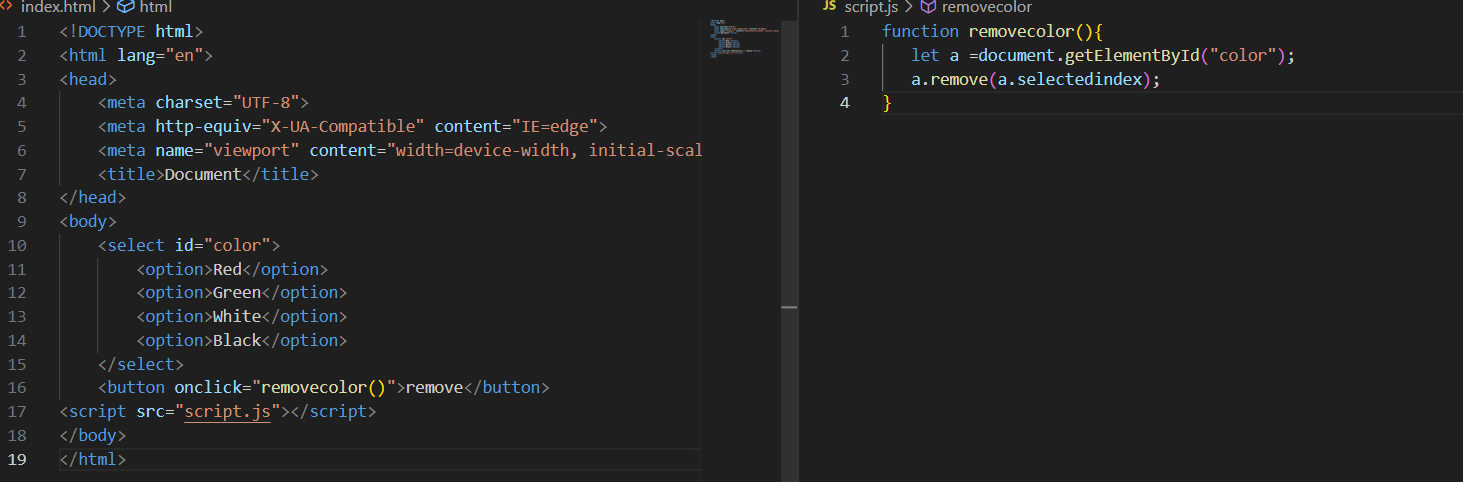 index.html > html
1 <!DOCTYPE html>
2 <html lang="en">
3 <head>
4     <meta charset="UTF-8">
5     <meta http-equiv="X-UA-Compatible" content="IE=edge">
6     <meta name="viewport" content="width=device-width, initial-scal
7     <title>Document</title>
8 </head>
9 <body>
10     <select id="color">
11         <option>Red</option>
12         <option>Green</option>
13         <option>White</option>
14         <option>Black</option>
15     </select>
16     <button onclick="removecolor()">remove</button>
17 <script src="script.js"></script>
18 </body>
19 </html>
JS script.js > removecolor
1 function removecolor(){
2    let a =document.getElementById("color");
3    a.remove(a.selectedindex);
4 }